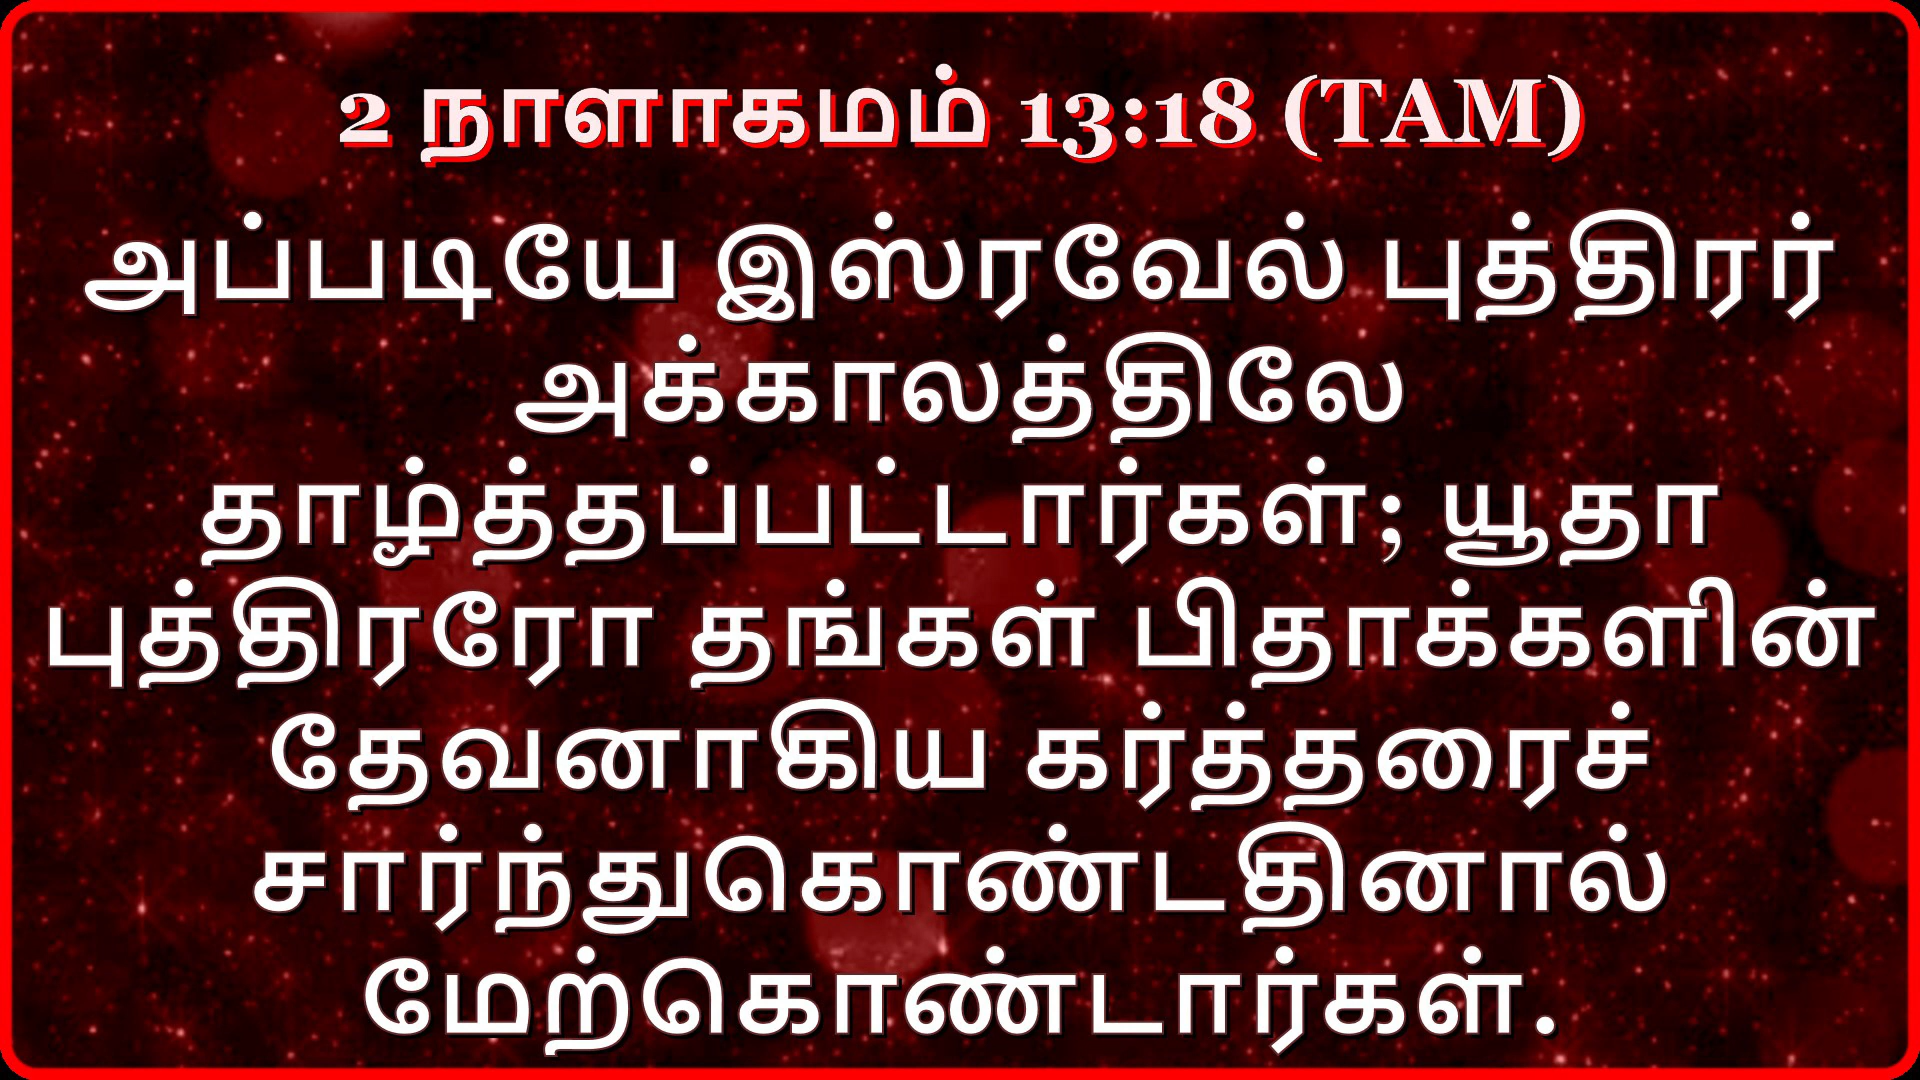 2 நாளாகமம் 13:18 (TAM)
அப்படியே இஸ்ரவேல் புத்திரர்
அக்காலத்திலே
தாழ்த்தப்பட்டார்கள்; யூதா
புத்திரரோ தங்கள் பிதாக்களின்
தேவனாகிய கர்த்தரைச்
சார்ந்துகொண்டதினால்
மேற்கொண்டார்கள்.